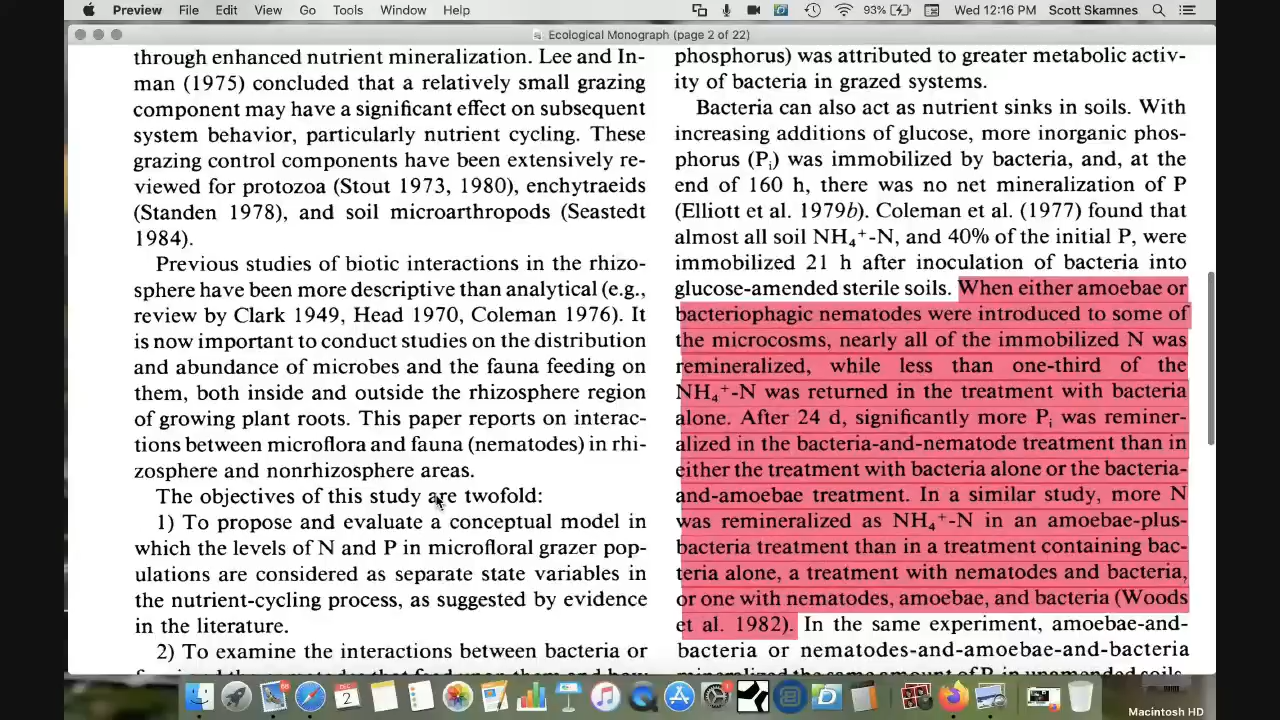 Preview File Edit View Go Tools Window Help 93% Wed 12:16 PM Scott Skamnes
Ecological Monograph (page 2 of 22)
through enhanced nutrient mineralization. Lee and In-
man (1975) concluded that a relatively small grazing
component may have a significant effect on subsequent
system behavior, particularly nutrient cycling. These
grazing control components have been extensively re-
viewed for protozoa (Stout 1973, 1980), enchytraeids
(Standen 1978), and soil microarthropods (Seastedt
1984).
Previous studies of biotic interactions in the rhizo-
sphere have been more descriptive than analytical (e.g.,
review by Clark 1949, Head 1970, Coleman 1976). It
is now important to conduct studies on the distribution
and abundance of microbes and the fauna feeding on
them, both inside and outside the rhizosphere region
of growing plant roots. This paper reports on interac-
tions between microflora and fauna (nematodes) in rhi-
zosphere and nonrhizosphere areas.
The objectives of this study are twofold:
1) To propose and evaluate a conceptual model in
which the levels of N and P in microfloral grazer pop-
ulations are considered as separate state variables in
the nutrient-cycling process, as suggested by evidence
in the literature.
2) To examine the interactions between bacteria or
phosphorus) was attributed to greater metabolic activ-
ity of bacteria in grazed systems.
Bacteria can also act as nutrient sinks in soils. With
increasing additions of glucose, more inorganic phos-
phorus (Pi) was immobilized by bacteria, and, at the
end of 160 h, there was no net mineralization of P
(Elliott et al. 1979b). Coleman et al. (1977) found that
almost all soil NH4+-N, and 40% of the initial P, were
immobilized 21 h after inoculation of bacteria into
glucose-amended sterile soils. When either amoebae or
bacteriophagic nematodes were introduced to some of
the microcosms, nearly all of the immobilized N was
remineralized, while less than one-third of the
NH4+-N was returned in the treatment with bacteria
alone. After 24 d, significantly more Pi was reminer-
alized in the bacteria-and-nematode treatment than in
either the treatment with bacteria alone or the bacteria-
and-amoebae treatment. In a similar study, more N
was remineralized as NH4+-N in an amoebae-plus-
bacteria treatment than in a treatment containing bac-
teria alone, a treatment with nematodes and bacteria,
or one with nematodes, amoebae, and bacteria (Woods
et al. 1982). In the same experiment, amoebae-and-
bacteria or nematodes-and-amoebae-and-bacteria
Macintosh HD